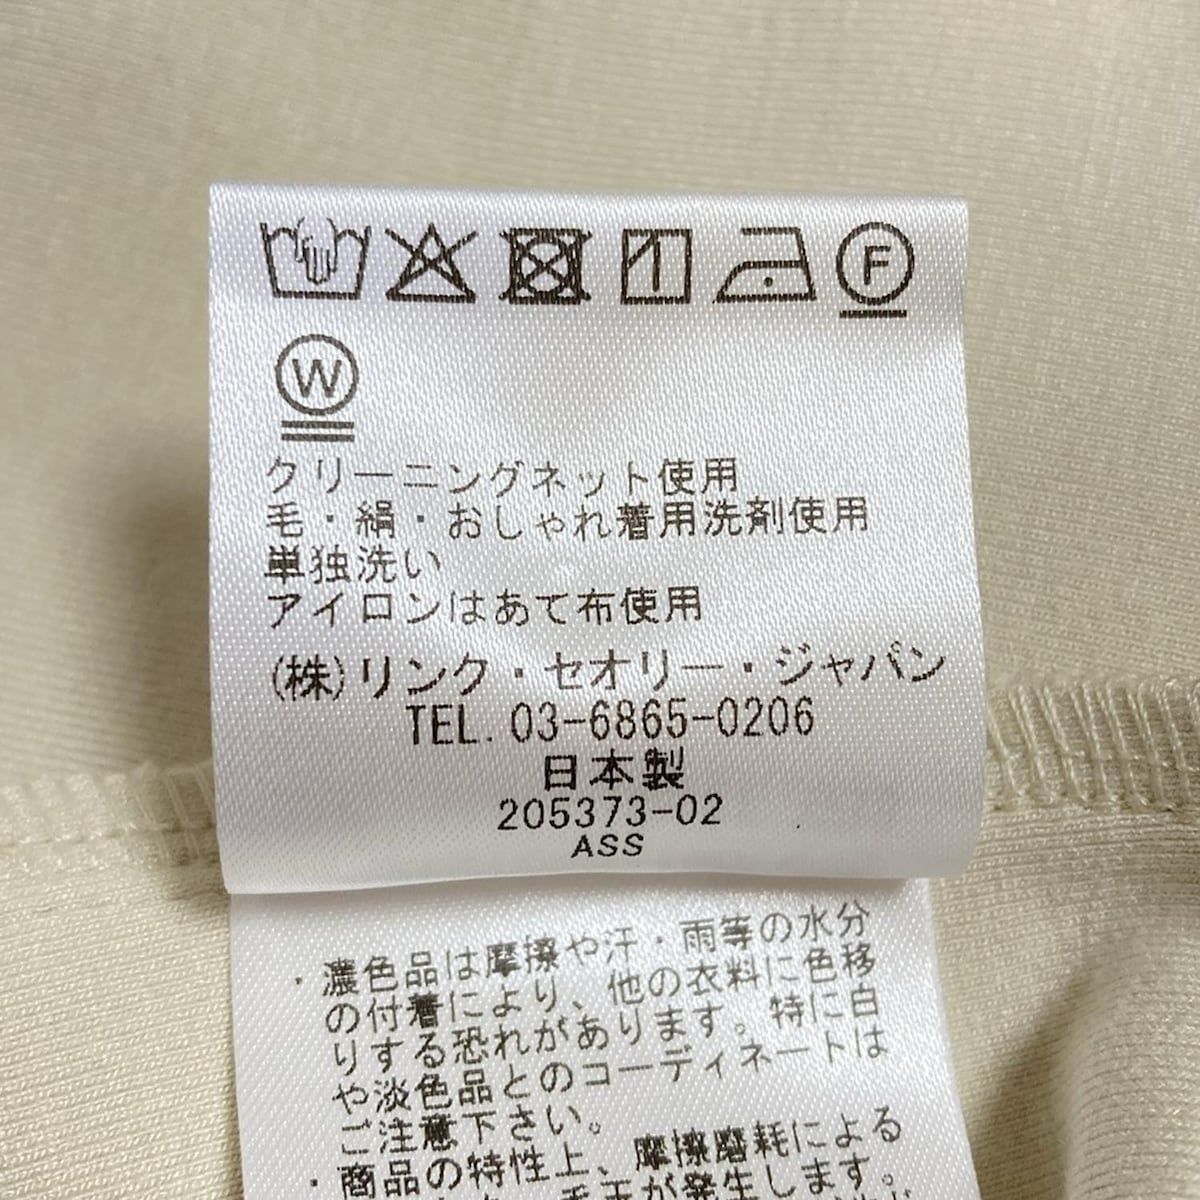 F
W
クリーニングネット使用
毛・絹・おしゃれ着用洗剤使用
単独洗い
アイロンはあて布使用
(株)リンク・セオリー・ジャパン
TEL. 03-6865-0206
日本製
205373-02
ASS
・濃色品は摩擦や汗・雨等の水分
の付着により、他の衣料に色移
りする恐れがあります。特に白
や淡色品とのコーディネートは
ご注意下さい。
・商品の特性上、摩擦磨耗による
毛玉が発生します。